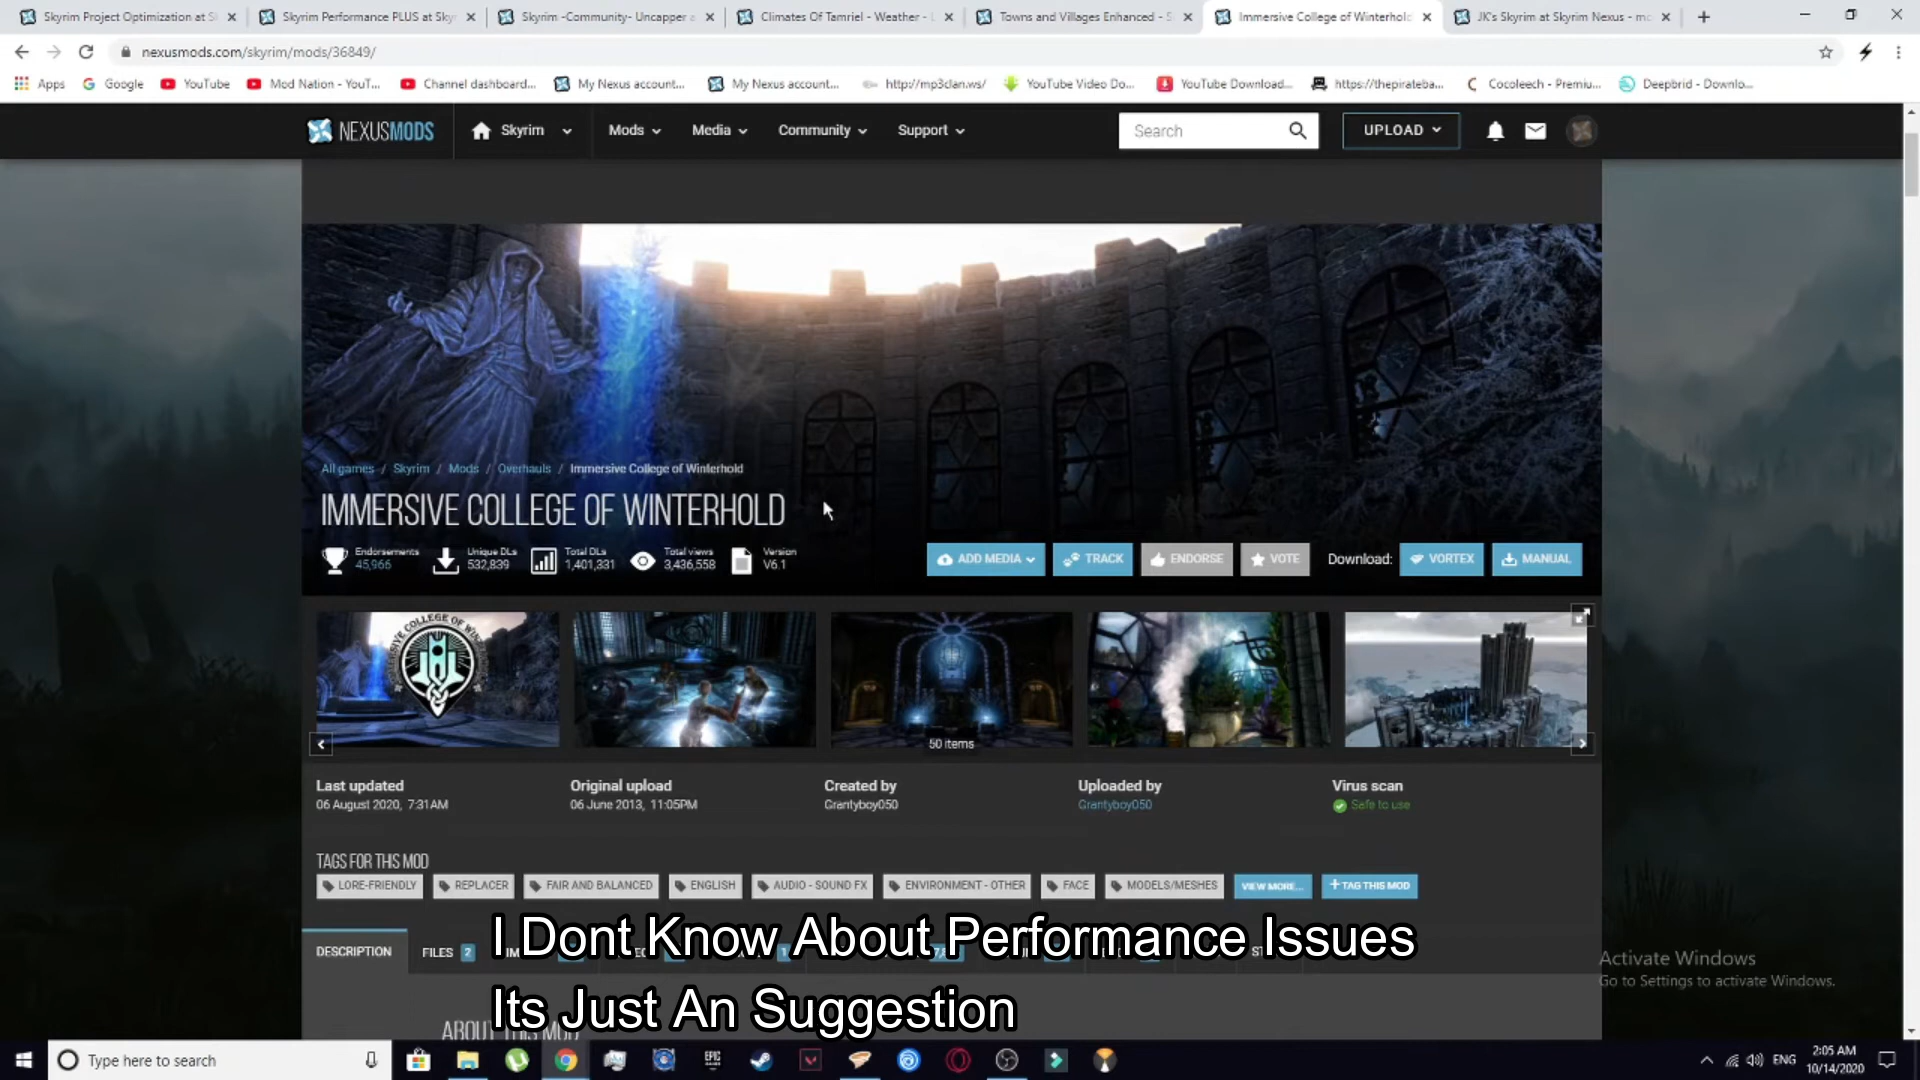 Skyrim Project Optimization at S
Skyrim Performance PLUS at Sky
Skyrim -Community- Uncapper
Climates Of Tamriel - Weather -
Towns and Villages Enhanced - S
Immersive College of Winterhold
JK's Skyrim at Skyrim Nexus - mo
nexusmods.com/skyrim/mods/36849/
Apps
Google
YouTube
Mod Nation - YouT...
Channel dashboard...
My Nexus account...
My Nexus account...
http://mp3clan.ws/
YouTube Video Do...
YouTube Download...
https://thepirateba...
Cocoleech - Premiu...
Deepbrid - Downlo...
NEXUSMODS
Skyrim
Mods
Media
Community
Support
Search
UPLOAD
All games / Skyrim / Mods / Overhauls / Immersive College of Winterhold
IMMERSIVE COLLEGE OF WINTERHOLD
Endorsements
45,966
Unique DLs
532,839
Total DLs
1,401,331
Total views
3,436,558
Version
V6.1
ADD MEDIA
TRACK
ENDORSE
VOTE
Download:
VORTEX
MANUAL
50 items
Last updated
06 August 2020, 7:31AM
Original upload
06 June 2013, 11:05PM
Created by
Grantyboy050
Uploaded by
Grantyboy050
Virus scan
Safe to use
TAGS FOR THIS MOD
LORE-FRIENDLY
REPLACER
FAIR AND BALANCED
ENGLISH
AUDIO - SOUND FX
ENVIRONMENT - OTHER
FACE
MODELS/MESHES
VIEW MORE...
+ TAG THIS MOD
DESCRIPTION
FILES 2
I Dont Know About Performance Issues
Its Just An Suggestion
ABOUT THIS MOD
Activate Windows
Go to Settings to activate Windows.
Type here to search
EPIC
ENG
2:05 AM
10/14/2020